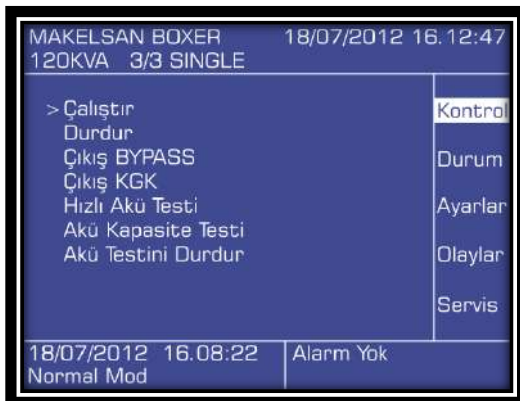 MAKELSAN BOXER 18/07/2012 16.12:47
120KVA 3/3 SINGLE
> Çalıştır
Durdur
Çıkış BYPASS
Çıkış KGK
Hızlı Akü Testi
Akü Kapasite Testi
Akü Testini Durdur
Kontrol
Durum
Ayarlar
Olaylar
Servis
18/07/2012 16.08:22 Alarm Yok
Normal Mod